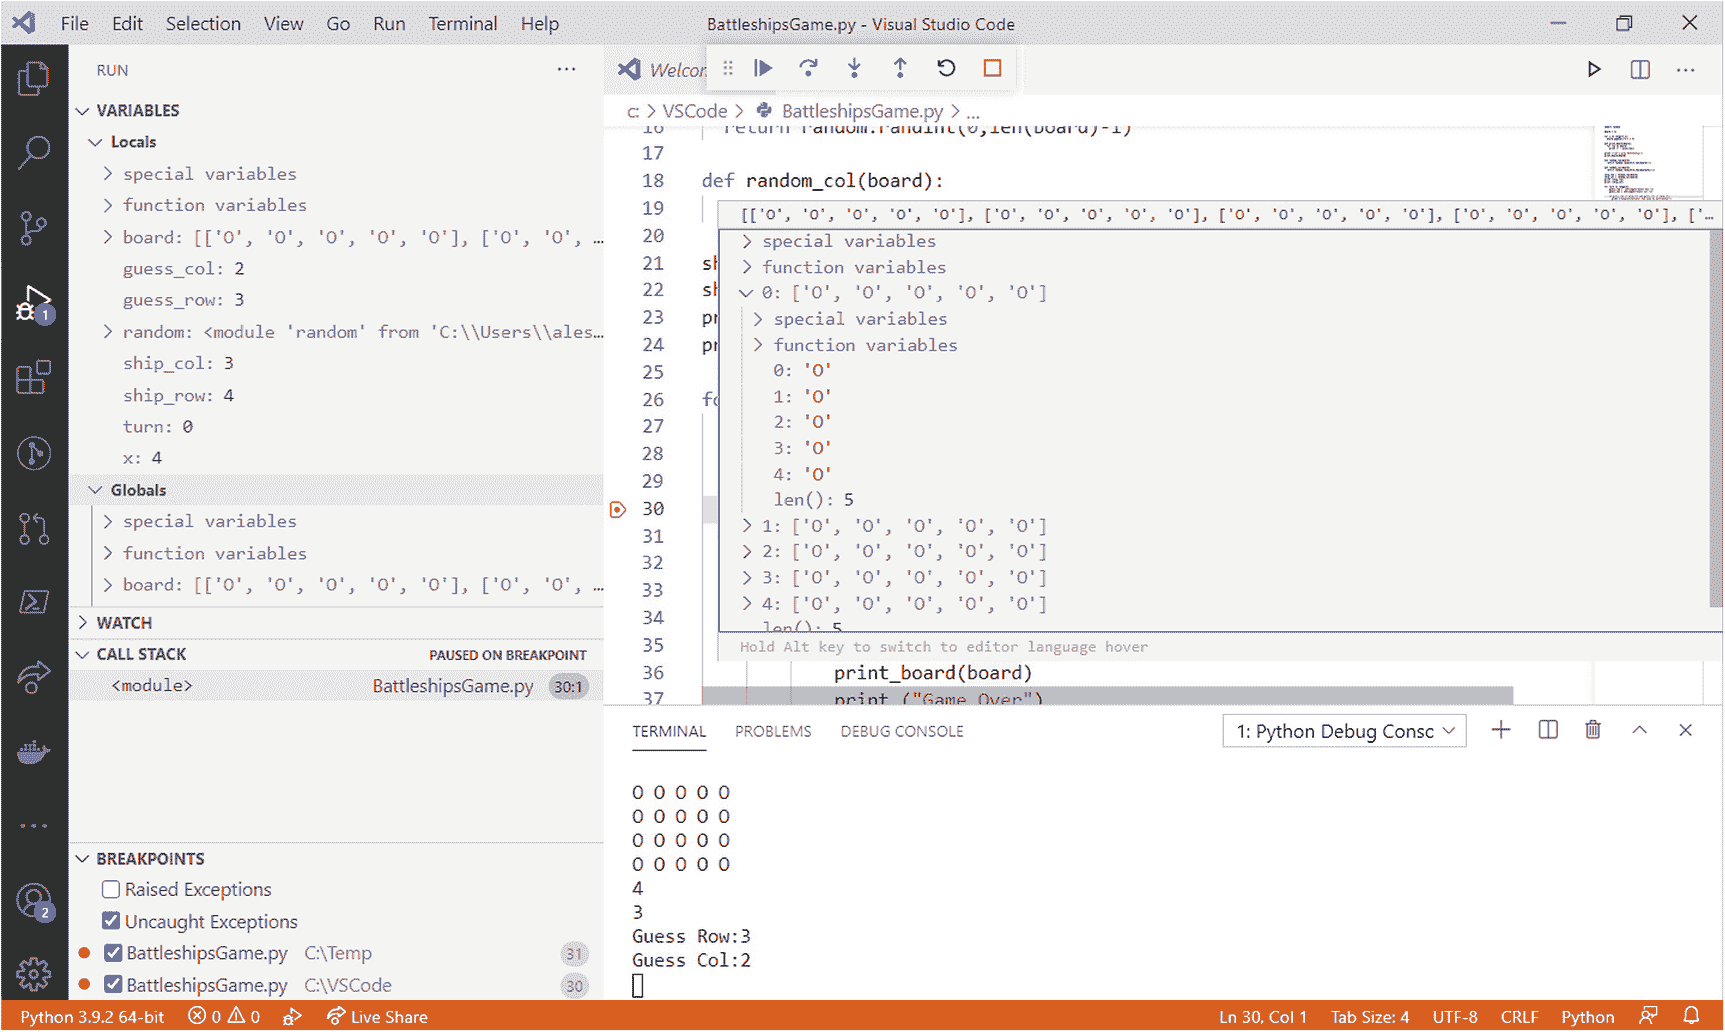 File Edit Selection View Go Run Terminal Help BattleshipsGame.py - Visual Studio Code
RUN ...
VARIABLES
Locals
special variables
function variables
board: [['O', 'O', 'O', 'O', 'O'], ['O', 'O', ...
guess_col: 2
guess_row: 3
random: <module 'random' from 'C:\\Users\\ales...
ship_col: 3
ship_row: 4
turn: 0
x: 4
Globals
special variables
function variables
board: [['O', 'O', 'O', 'O', 'O'], ['O', 'O', ...
WATCH
CALL STACK PAUSED ON BREAKPOINT
<module> BattleshipsGame.py 30:1
BREAKPOINTS
Raised Exceptions
Uncaught Exceptions
BattleshipsGame.py C:\Temp 31
BattleshipsGame.py C:\VSCode 30
1
2
Welcom
c: > VSCode > BattleshipsGame.py > ...
16 return random.randint(0,len(board)-1)
17
18 def random_col(board):
19
20
21 sh
22 sh
23 pr
24 pr
25
26 fo
27
28
29
30
31
32
33
34
35
36 print_board(board)
37 print ("Game Over")
[['O', 'O', 'O', 'O', 'O'], ['O', 'O', 'O', 'O', 'O'], ['O', 'O', 'O', 'O', 'O'], ['O', 'O', 'O', 'O', 'O'], ['...
special variables
function variables
0: ['O', 'O', 'O', 'O', 'O']
special variables
function variables
0: 'O'
1: 'O'
2: 'O'
3: 'O'
4: 'O'
len(): 5
1: ['O', 'O', 'O', 'O', 'O']
2: ['O', 'O', 'O', 'O', 'O']
3: ['O', 'O', 'O', 'O', 'O']
4: ['O', 'O', 'O', 'O', 'O']
len(): 5
Hold Alt key to switch to editor language hover
TERMINAL PROBLEMS DEBUG CONSOLE 1: Python Debug Consc
O O O O O
O O O O O
O O O O O
O O O O O
4
3
Guess Row:3
Guess Col:2
Python 3.9.2 64-bit 0 0 Live Share Ln 30, Col 1 Tab Size: 4 UTF-8 CRLF Python